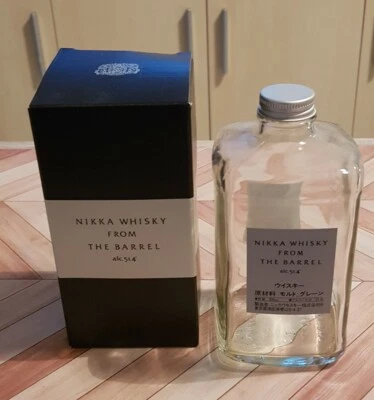 NIKKA WHISKY
FROM
THE BARREL
alc.51.4°
NIKKA WHISKY
FROM
THE BARREL
alc.51.4°
ウイスキー
原材料 モルト、グレーン